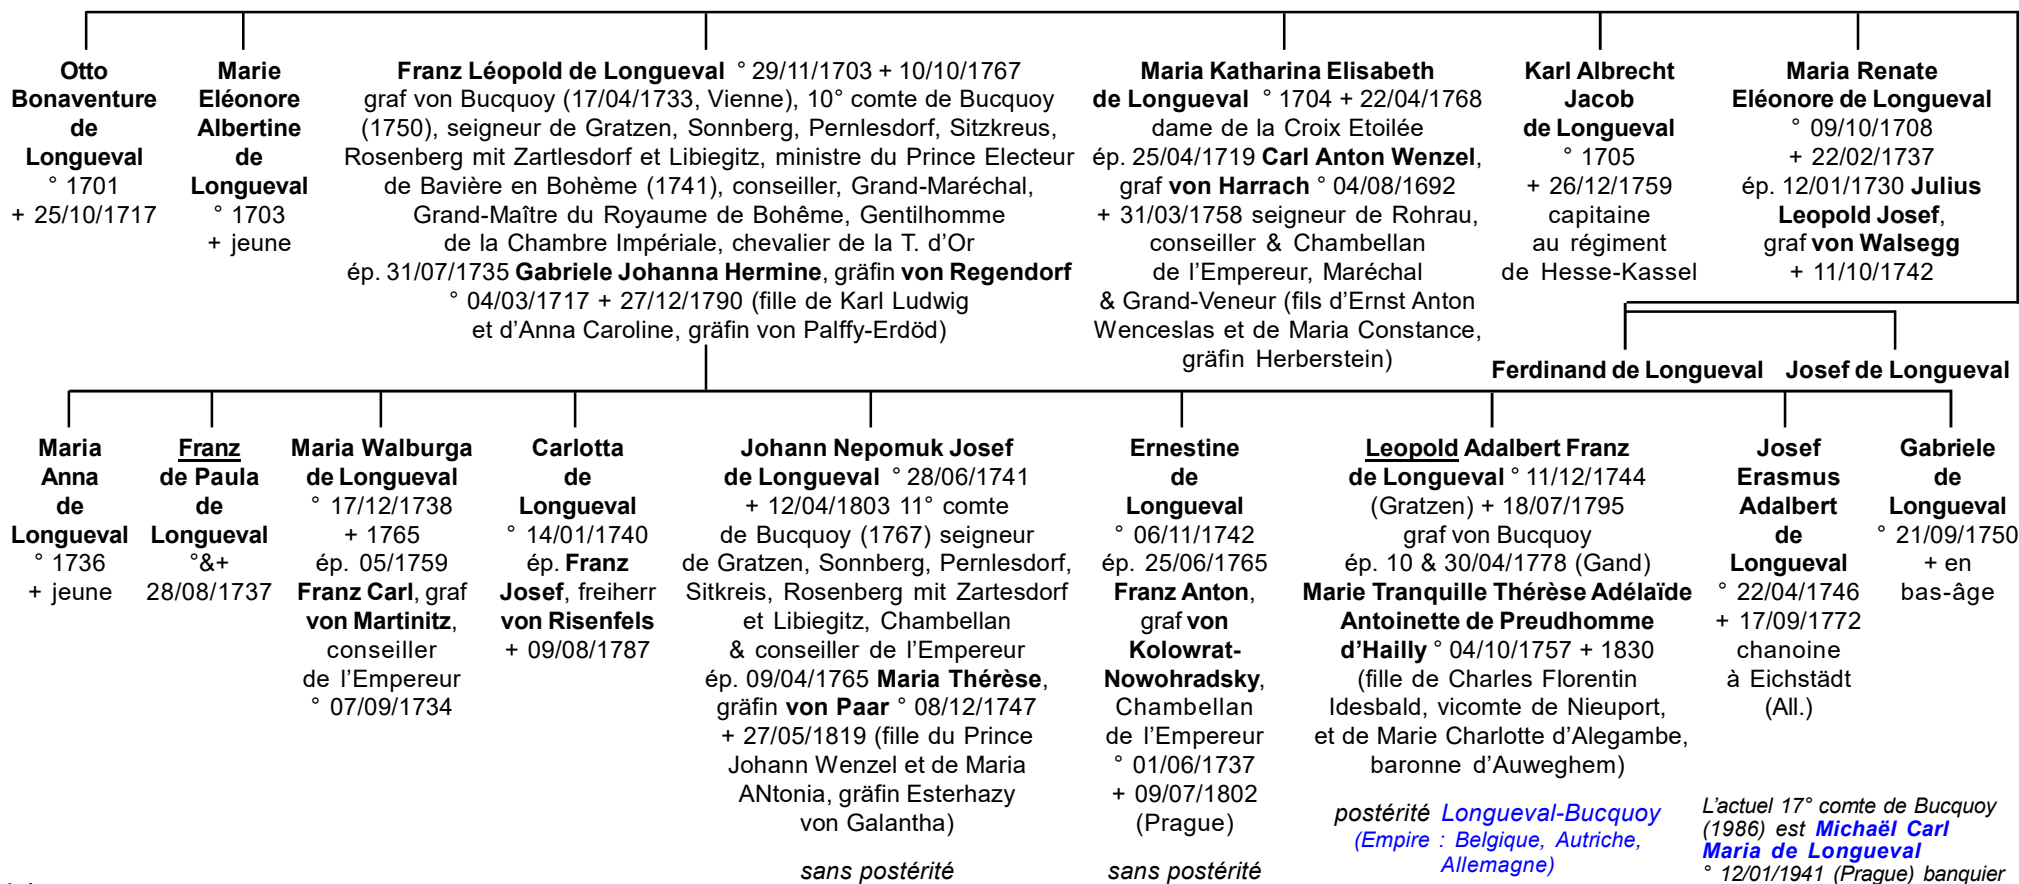 Otto
Bonaventure
de
Longueval
° 1701
+ 25/10/1717
Marie
Eléonore
Albertine
de
Longueval
° 1703
+ jeune
Franz Léopold de Longueval ° 29/11/1703 + 10/10/1767
graf von Bucquoy (17/04/1733, Vienne), 10° comte de Bucquoy
(1750), seigneur de Gratzen, Sonnberg, Pernlesdorf, Sitzkreus,
Rosenberg mit Zartlesdorf et Libiegitz, ministre du Prince Electeur
de Bavière en Bohème (1741), conseiller, Grand-Maréchal,
Grand-Maître du Royaume de Bohême, Gentilhomme
de la Chambre Impériale, chevalier de la T. d'Or
ép. 31/07/1735 Gabriele Johanna Hermine, gräfin von Regendorf
° 04/03/1717 + 27/12/1790 (fille de Karl Ludwig
et d'Anna Caroline, gräfin von Palffy-Erdöd)
Maria Katharina Elisabeth
de Longueval ° 1704 + 22/04/1768
dame de la Croix Etoilée
ép. 25/04/1719 Carl Anton Wenzel,
graf von Harrach ° 04/08/1692
+ 31/03/1758 seigneur de Rohrau,
conseiller & Chambellan
de l'Empereur, Maréchal
& Grand-Veneur (fils d'Ernst Anton
Wenceslas et de Maria Constance,
gräfin Herberstein)
Karl Albrecht
Jacob
de Longueval
° 1705
+ 26/12/1759
capitaine
au régiment
de Hesse-Kassel
Maria Renate
Eléonore de Longueval
° 09/10/1708
+ 22/02/1737
ép. 12/01/1730 Julius
Leopold Josef,
graf von Walsegg
+ 11/10/1742
Ferdinand de Longueval
Josef de Longueval
Maria
Anna
de
Longueval
° 1736
+ jeune
Franz
de Paula
de
Longueval
°&+
28/08/1737
Maria Walburga
de Longueval
° 17/12/1738
+ 1765
ép. 05/1759
Franz Carl, graf
von Martinitz,
conseiller
de l'Empereur
° 07/09/1734
Carlotta
de
Longueval
° 14/01/1740
ép. Franz
Josef, freiherr
von Risenfels
+ 09/08/1787
Johann Nepomuk Josef
de Longueval ° 28/06/1741
+ 12/04/1803 11° comte
de Bucquoy (1767) seigneur
de Gratzen, Sonnberg, Pernlesdorf,
Sitkreis, Rosenberg mit Zartesdorf
et Libiegitz, Chambellan
& conseiller de l'Empereur
ép. 09/04/1765 Maria Thérèse,
gräfin von Paar ° 08/12/1747
+ 27/05/1819 (fille du Prince
Johann Wenzel et de Maria
ANtonia, gräfin Esterhazy
von Galantha)
sans postérité
Ernestine
de
Longueval
° 06/11/1742
ép. 25/06/1765
Franz Anton,
graf von
Kolowrat-
Nowohradsky,
Chambellan
de l'Empereur
° 01/06/1737
+ 09/07/1802
(Prague)
sans postérité
Leopold Adalbert Franz
de Longueval ° 11/12/1744
(Gratzen) + 18/07/1795
graf von Bucquoy
ép. 10 & 30/04/1778 (Gand)
Marie Tranquille Thérèse Adélaïde
Antoinette de Preudhomme
d'Hailly ° 04/10/1757 + 1830
(fille de Charles Florentin
Idesbald, vicomte de Nieuport,
et de Marie Charlotte d'Alegambe,
baronne d'Auweghem)
postérité Longueval-Bucquoy
(Empire : Belgique, Autriche,
Allemagne)
Josef
Erasmus
Adalbert
de
Longueval
° 22/04/1746
+ 17/09/1772
chanoine
à Eichstädt
(All.)
Gabriele
de
Longueval
° 21/09/1750
+ en
bas-âge
L'actuel 17° comte de Bucquoy
(1986) est Michaël Carl
Maria de Longueval
° 12/01/1941 (Prague) banquier